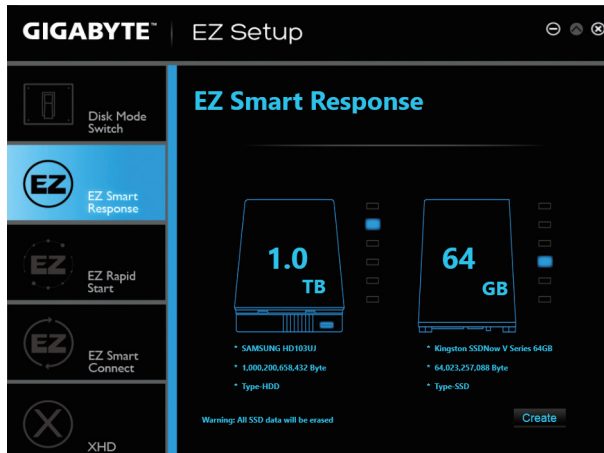 GIGABYTE™ EZ Setup
Disk Mode
Switch
EZ
EZ Smart
Response
EZ
EZ Rapid
Start
EZ
EZ Smart
Connect
X
XHD
EZ Smart Response
1.0
TB
64
GB
* SAMSUNG HD103UJ
* 1,000,200,658,432 Byte
* Type-HDD
* Kingston SSDNow V Series 64GB
* 64,023,257,088 Byte
* Type-SSD
Warning: All SSD data will be erased
Create